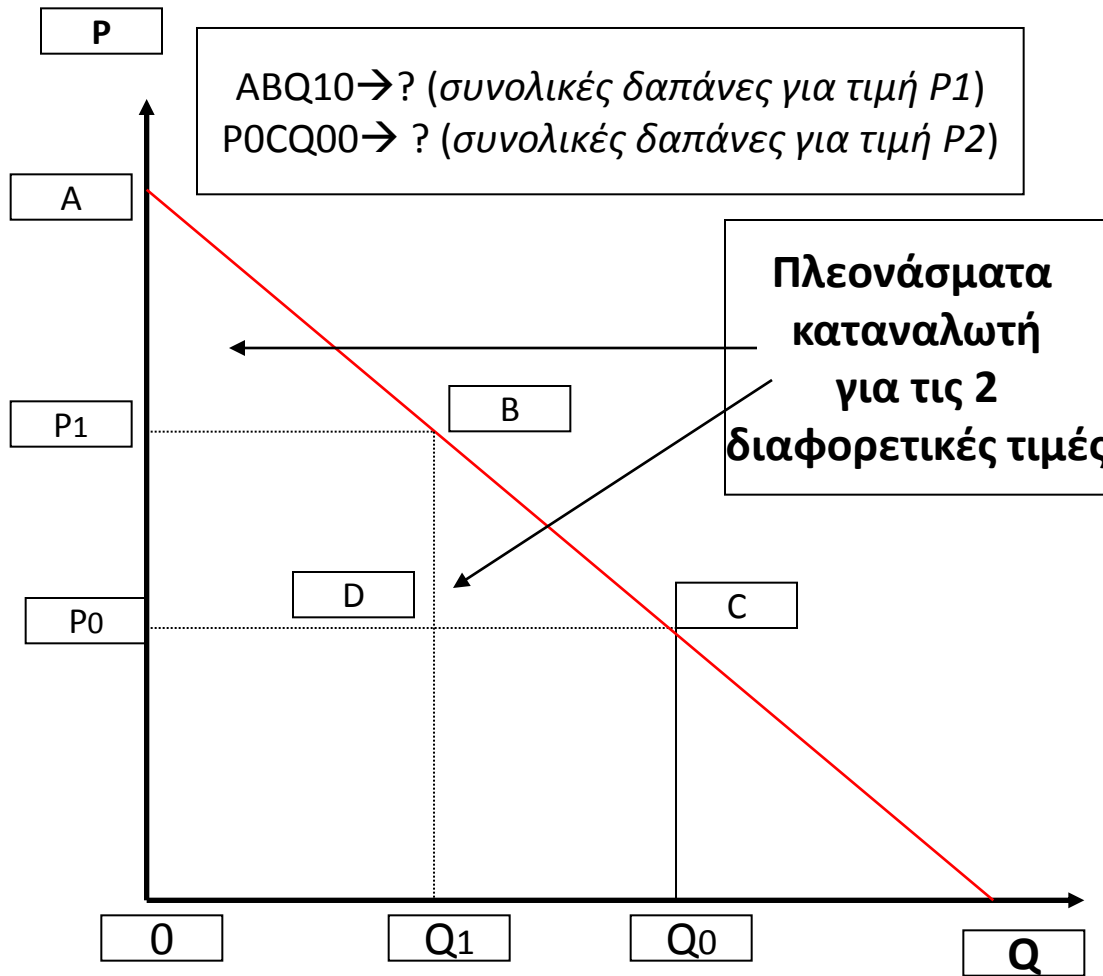 P
ABQ10→? (συνολικές δαπάνες για τιμή P1)
P0CQ00→ ? (συνολικές δαπάνες για τιμή P2)
A
Πλεονάσματα
καταναλωτή
για τις 2
διαφορετικές τιμές
B
P1
D
C
P0
0
Q1
Q0
Q